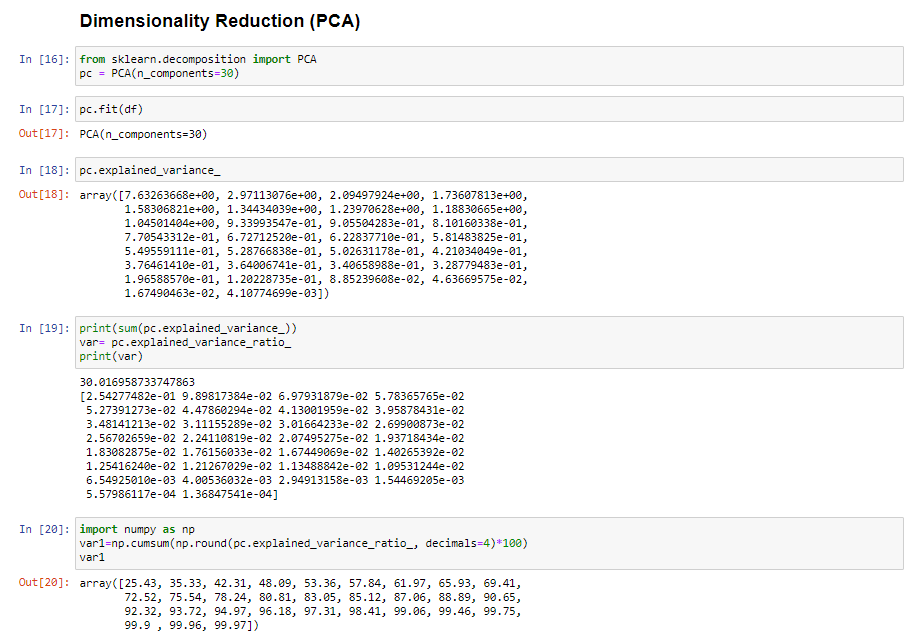 Dimensionality Reduction (PCA)
In [16]: from sklearn.decomposition import PCA
pc = PCA(n_components=30)
In [17]: pc.fit(df)
Out[17]: PCA(n_components=30)
In [18]: pc.explained_variance_
Out[18]: array([7.63263668e+00, 2.97113076e+00, 2.09497924e+00, 1.73607813e+00,
1.58306821e+00, 1.34434039e+00, 1.23970628e+00, 1.18830665e+00,
1.04501404e+00, 9.33993547e-01, 9.05504283e-01, 8.10160338e-01,
7.70543312e-01, 6.72712520e-01, 6.22837710e-01, 5.81483825e-01,
5.49559111e-01, 5.28766838e-01, 5.02631178e-01, 4.21034049e-01,
3.76461410e-01, 3.64006741e-01, 3.40658988e-01, 3.28779483e-01,
1.96588570e-01, 1.20228735e-01, 8.85239608e-02, 4.63669575e-02,
1.67490463e-02, 4.10774699e-03])
In [19]: print(sum(pc.explained_variance_))
var= pc.explained_variance_ratio_
print(var)
30.016958733747863
[2.54277482e-01 9.89817384e-02 6.97931879e-02 5.78365765e-02
5.27391273e-02 4.47860294e-02 4.13001959e-02 3.95878431e-02
3.48141213e-02 3.11155289e-02 3.01664233e-02 2.69900873e-02
2.56702659e-02 2.24110819e-02 2.07495275e-02 1.93718434e-02
1.83082875e-02 1.76156033e-02 1.67449069e-02 1.40265392e-02
1.25416240e-02 1.21267029e-02 1.13488842e-02 1.09531244e-02
6.54925010e-03 4.00536032e-03 2.94913158e-03 1.54469205e-03
5.57986117e-04 1.36847541e-04]
In [20]: import numpy as np
var1=np.cumsum(np.round(pc.explained_variance_ratio_, decimals=4)*100)
var1
Out[20]: array([25.43, 35.33, 42.31, 48.09, 53.36, 57.84, 61.97, 65.93, 69.41,
72.52, 75.54, 78.24, 80.81, 83.05, 85.12, 87.06, 88.89, 90.65,
92.32, 93.72, 94.97, 96.18, 97.31, 98.41, 99.06, 99.46, 99.75,
99.9 , 99.96, 99.97])